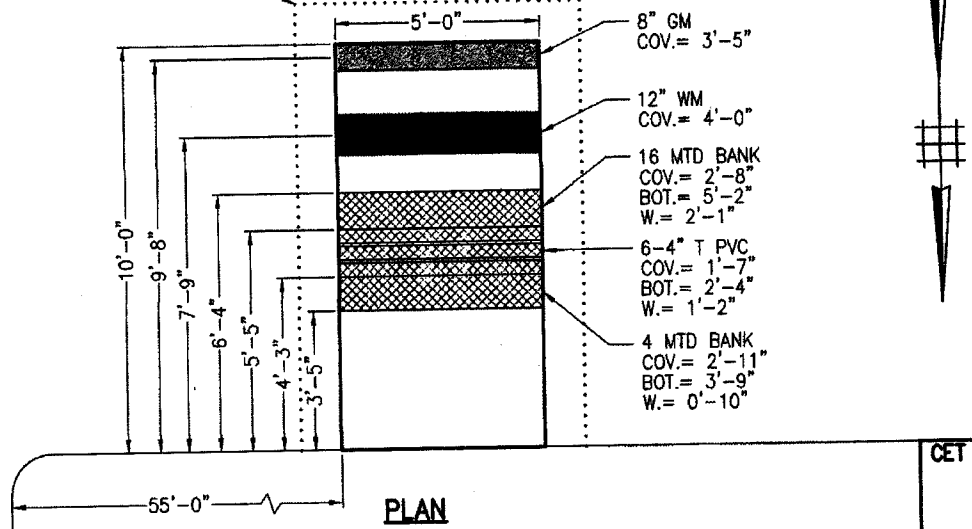 5'-0"
8" GM
COV.= 3'-5"
12" WM
COV.= 4'-0"
16 MTD BANK
COV.= 2'-8"
BOT.= 5'-2"
W.= 2'-1"
6-4" T PVC
COV.= 1'-7"
BOT.= 2'-4"
W.= 1'-2"
4 MTD BANK
COV.= 2'-11"
BOT.= 3'-9"
W.= 0'-10"
10'-0"
9'-8"
7'-9"
6'-4"
5'-5"
4'-3"
3'-5"
CET
55'-0"
PLAN